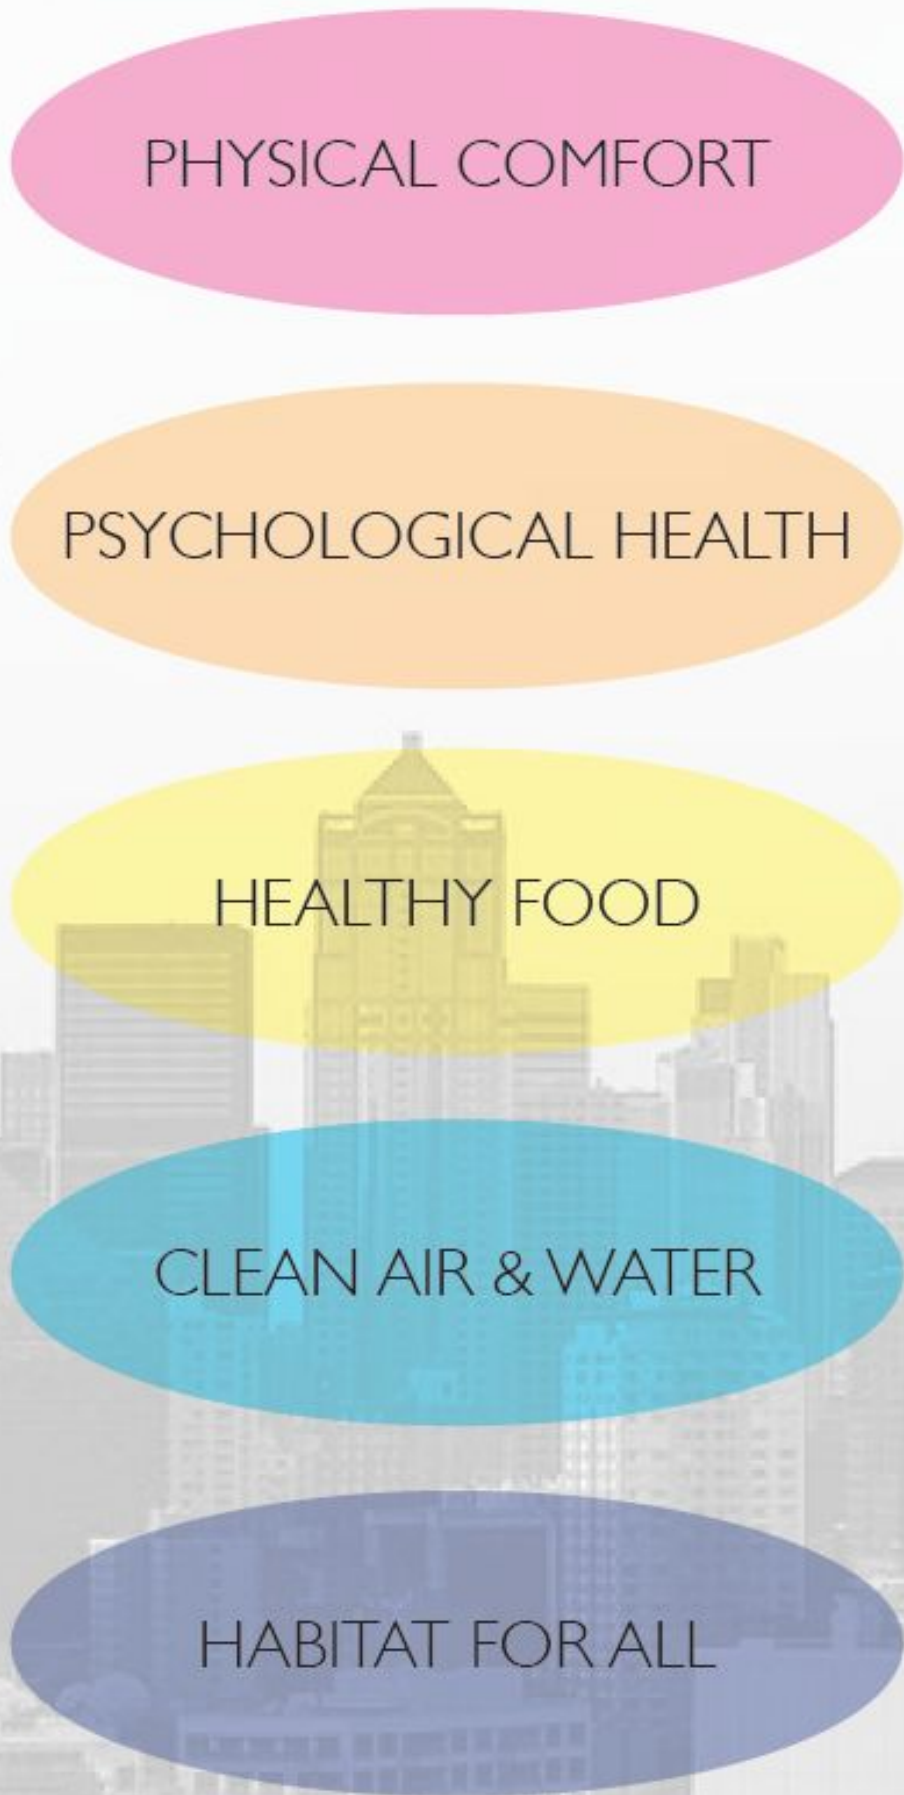 PHYSICAL COMFORT
PSYCHOLOGICAL HEALTH
HEALTHY FOOD
CLEAN AIR & WATER
HABITAT FOR ALL